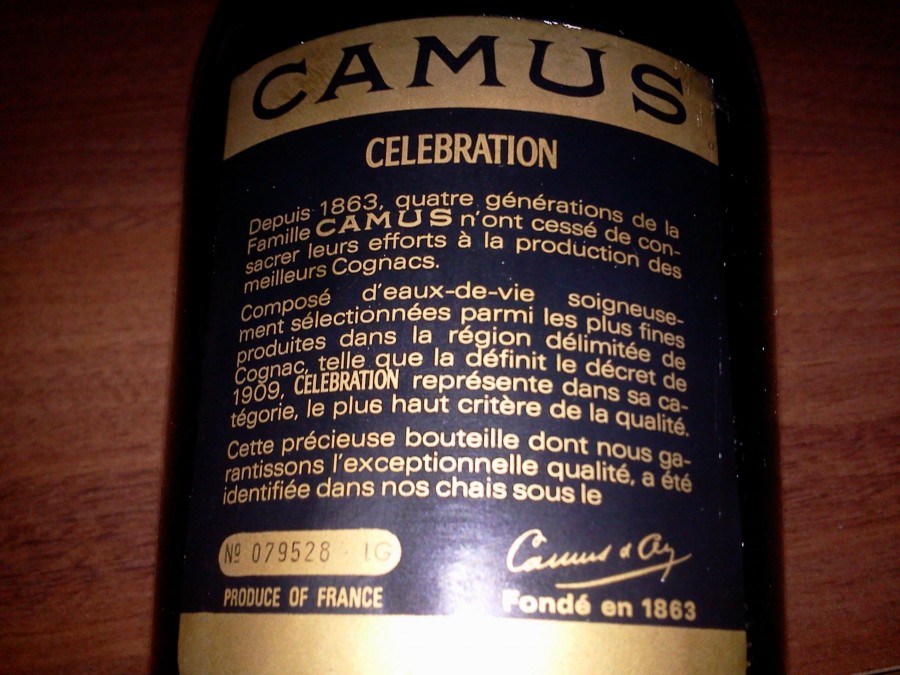 CAMUS
CELEBRATION
Depuis 1863, quatre générations de la
Famille CAMUS n'ont cessé de con-
sacrer leurs efforts à la production des
meilleurs Cognacs.
Composé d'eaux-de-vie soigneuse-
ment sélectionnées parmi les plus fines
produites dans la région délimitée de
Cognac, telle que la définit le décret de
1909, CELEBRATION représente dans sa ca-
tégorie, le plus haut critère de la qualité.
Cette précieuse bouteille dont nous ga-
rantissons l'exceptionnelle qualité, a été
identifiée dans nos chais sous le
Nº 079528 · LG
Camus & Cie
PRODUCE OF FRANCE
Fondé en 1863